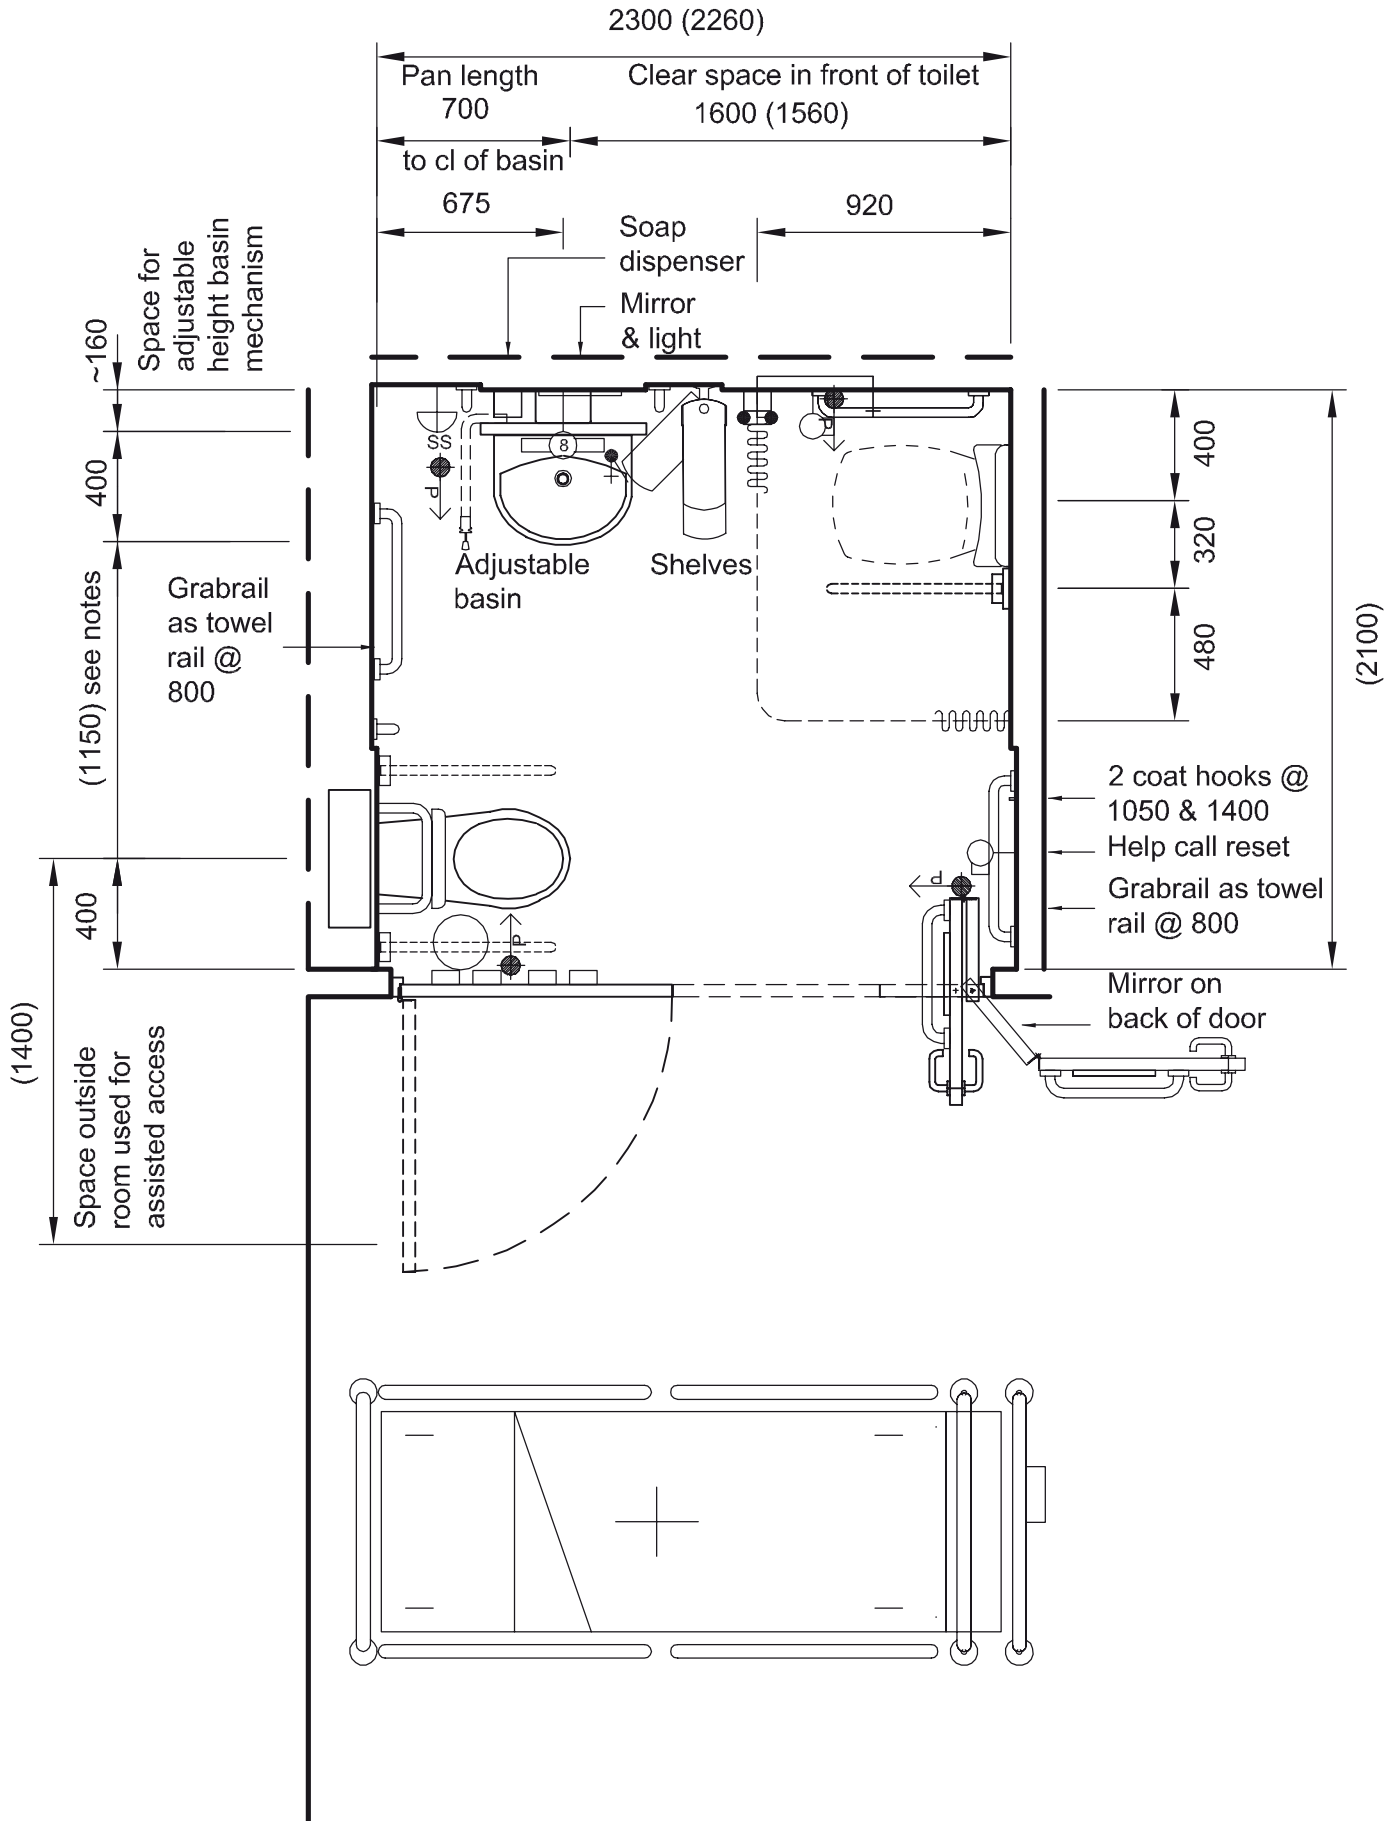 2300 (2260)
Pan length
700
Clear space in front of toilet
1600 (1560)
to cl of basin
675
920
Soap
dispenser
Mirror
& light
Space for
adjustable
height basin
mechanism
~160
400
(1150) see notes
400
(1400)
Space outside
room used for
assisted access
Grabrail
as towel
rail @
800
SS
P
8
Adjustable
basin
Shelves
P
P
P
400
320
480
(2100)
2 coat hooks @
1050 & 1400
Help call reset
Grabrail as towel
rail @ 800
Mirror on
back of door